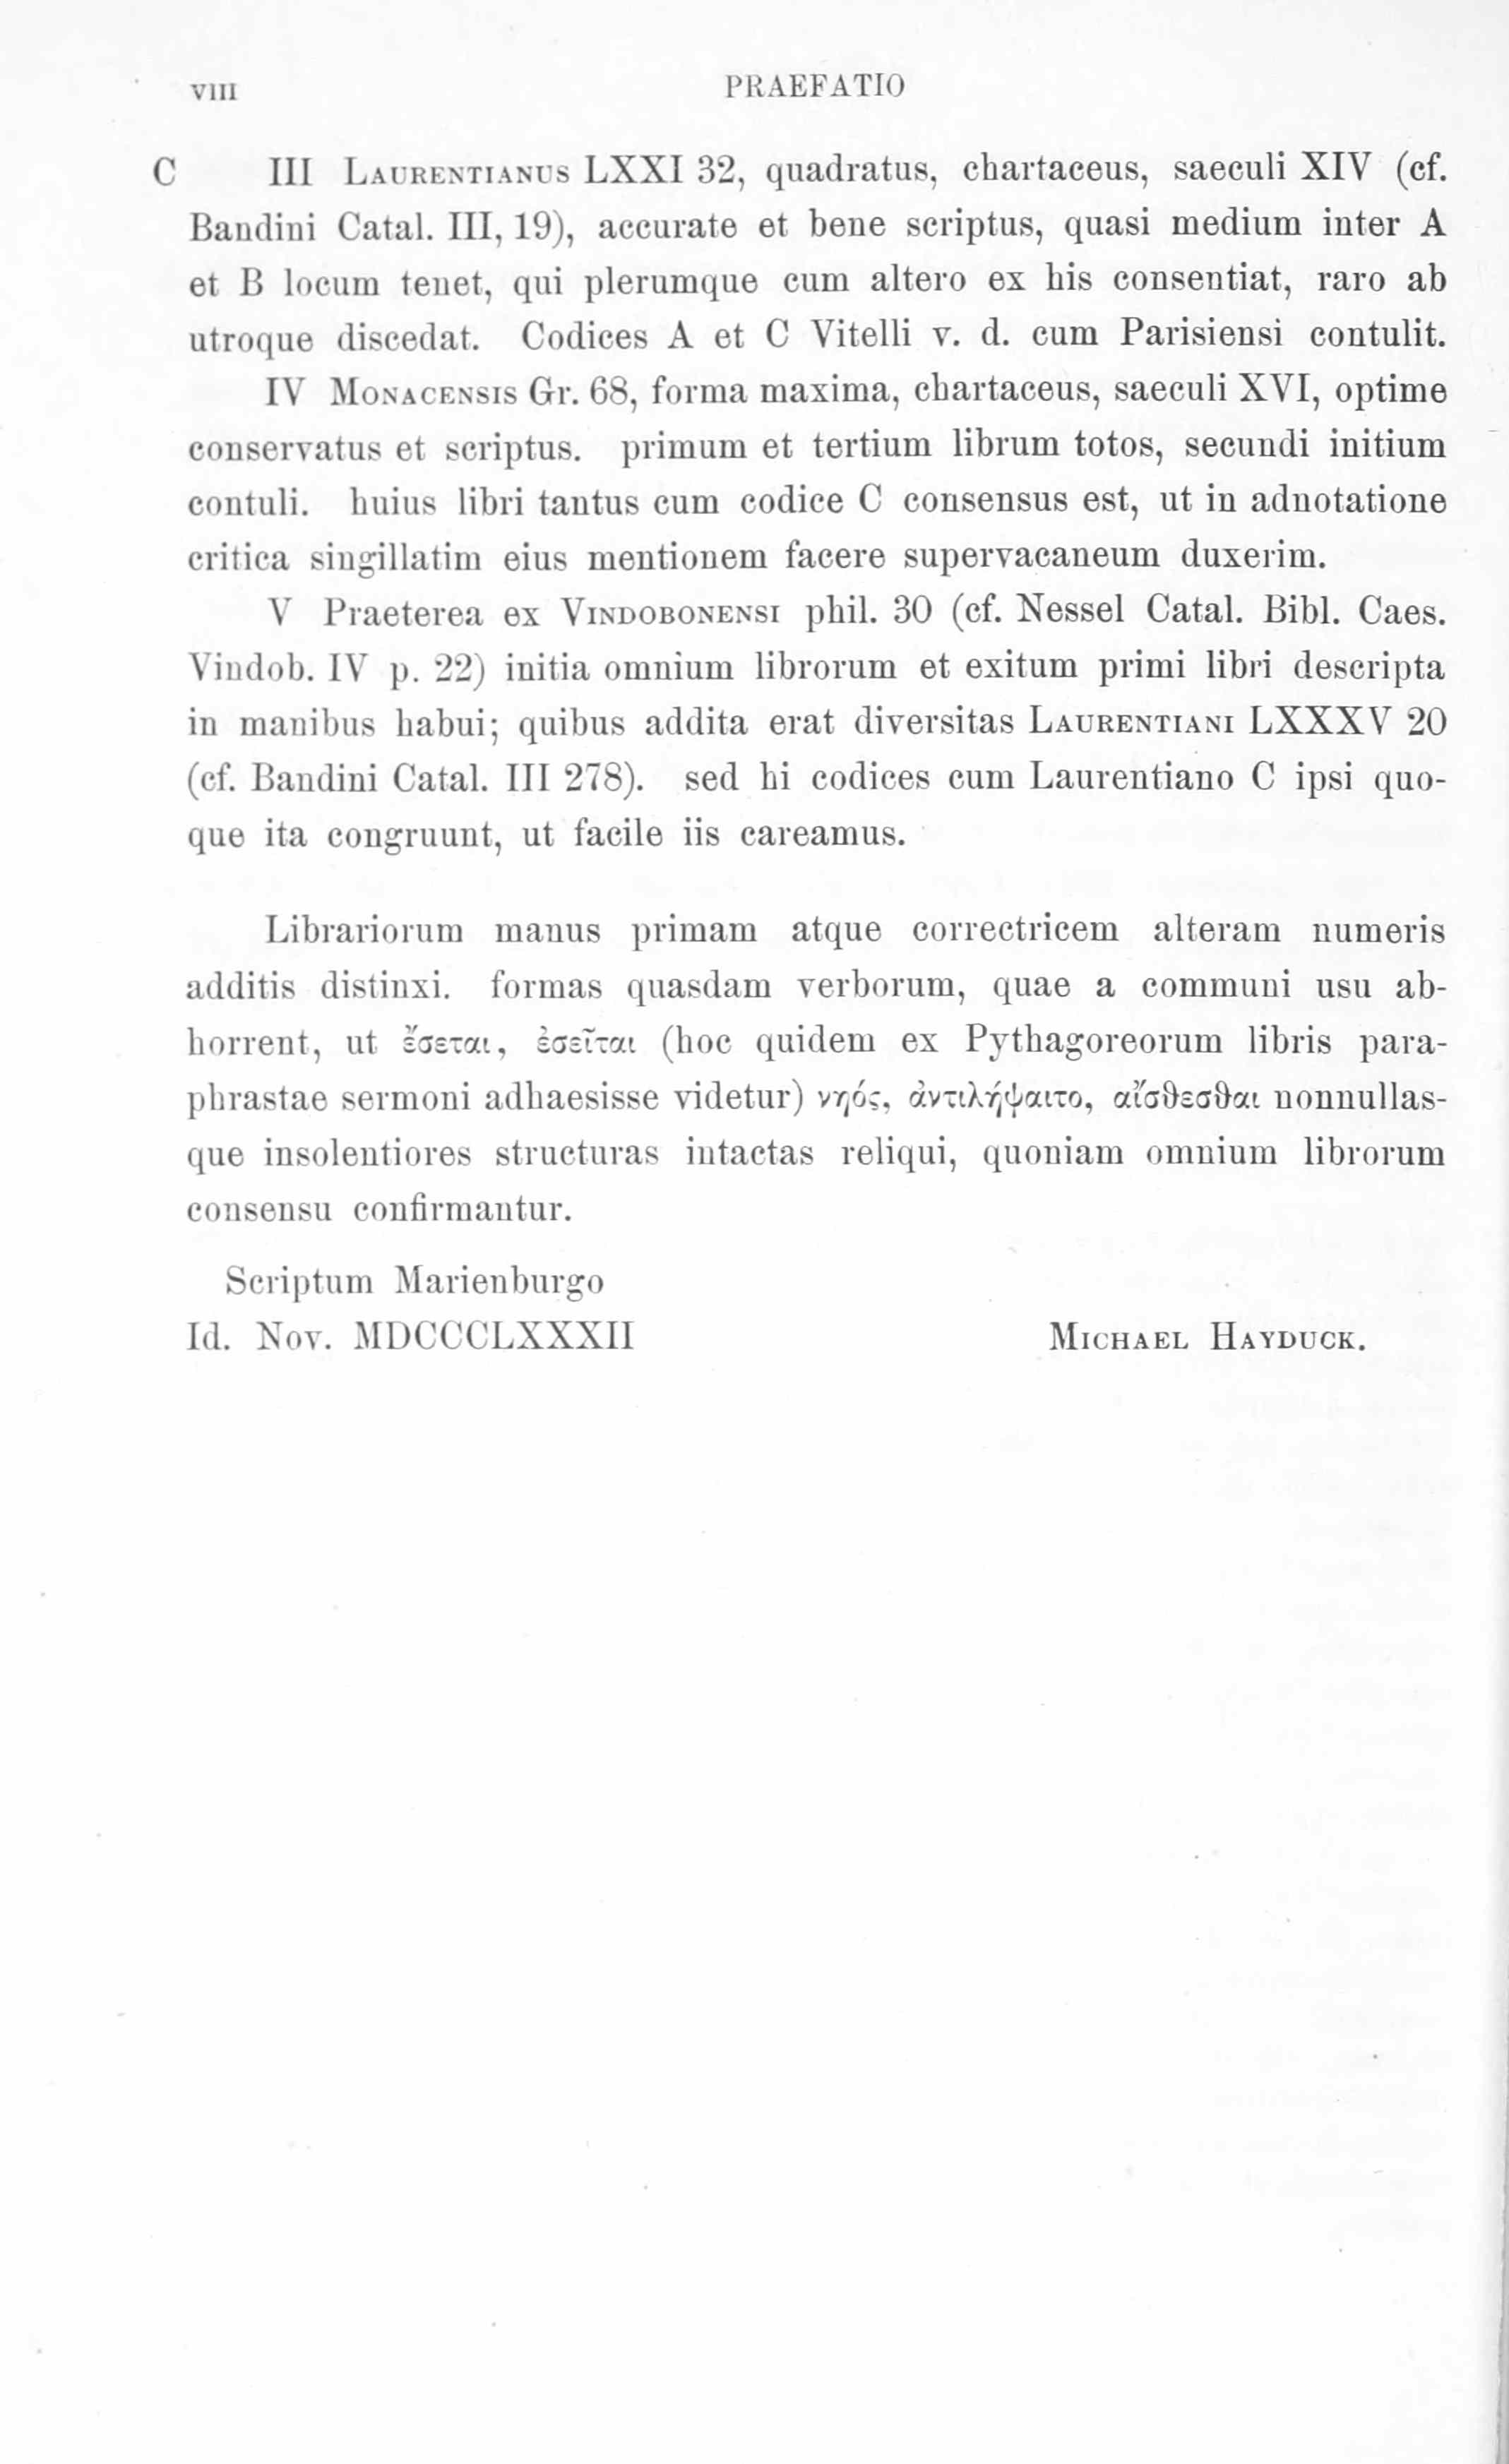 VIII PRAEFATIO
C III LAURENTIANUS LXXI 32, quadratus, chartaceus, saeculi XIV (cf.
Bandini Catal. III, 19), accurate et bene scriptus, quasi medium inter A
et B locum tenet, qui plerumque cum altero ex his consentiat, raro ab
utroque discedat. Codices A et C Vitelli v. d. cum Parisiensi contulit.
IV MONACENSIS Gr. 68, forma maxima, chartaceus, saeculi XVI, optime
conservatus et scriptus. primum et tertium librum totos, secundi initium
contuli. huius libri tantus cum codice C consensus est, ut in adnotatione
critica singillatim eius mentionem facere supervacaneum duxerim.
V Praeterea ex VINDOBONENSI phil. 30 (cf. Nessel Catal. Bibl. Caes.
Vindob. IV p. 22) initia omnium librorum et exitum primi libri descripta
in manibus habui; quibus addita erat diversitas LAURENTIANI LXXXV 20
(cf. Bandini Catal. III 278). sed hi codices cum Laurentiano C ipsi quo-
que ita congruunt, ut facile iis careamus.
Librariorum manus primam atque correctricem alteram numeris
additis distinxi. formas quasdam verborum, quae a communi usu ab-
horrent, ut ἔσεται, ἐσεῖται (hoc quidem ex Pythagoreorum libris para-
phrastae sermoni adhaesisse videtur) νηός, ἀντιλήψαιτο, αἴσθεσθαι nonnullas-
que insolentiores structuras intactas reliqui, quoniam omnium librorum
consensu confirmantur.
Scriptum Marienburgo
Id. Nov. MDCCCLXXXII MICHAEL HAYDUCK.